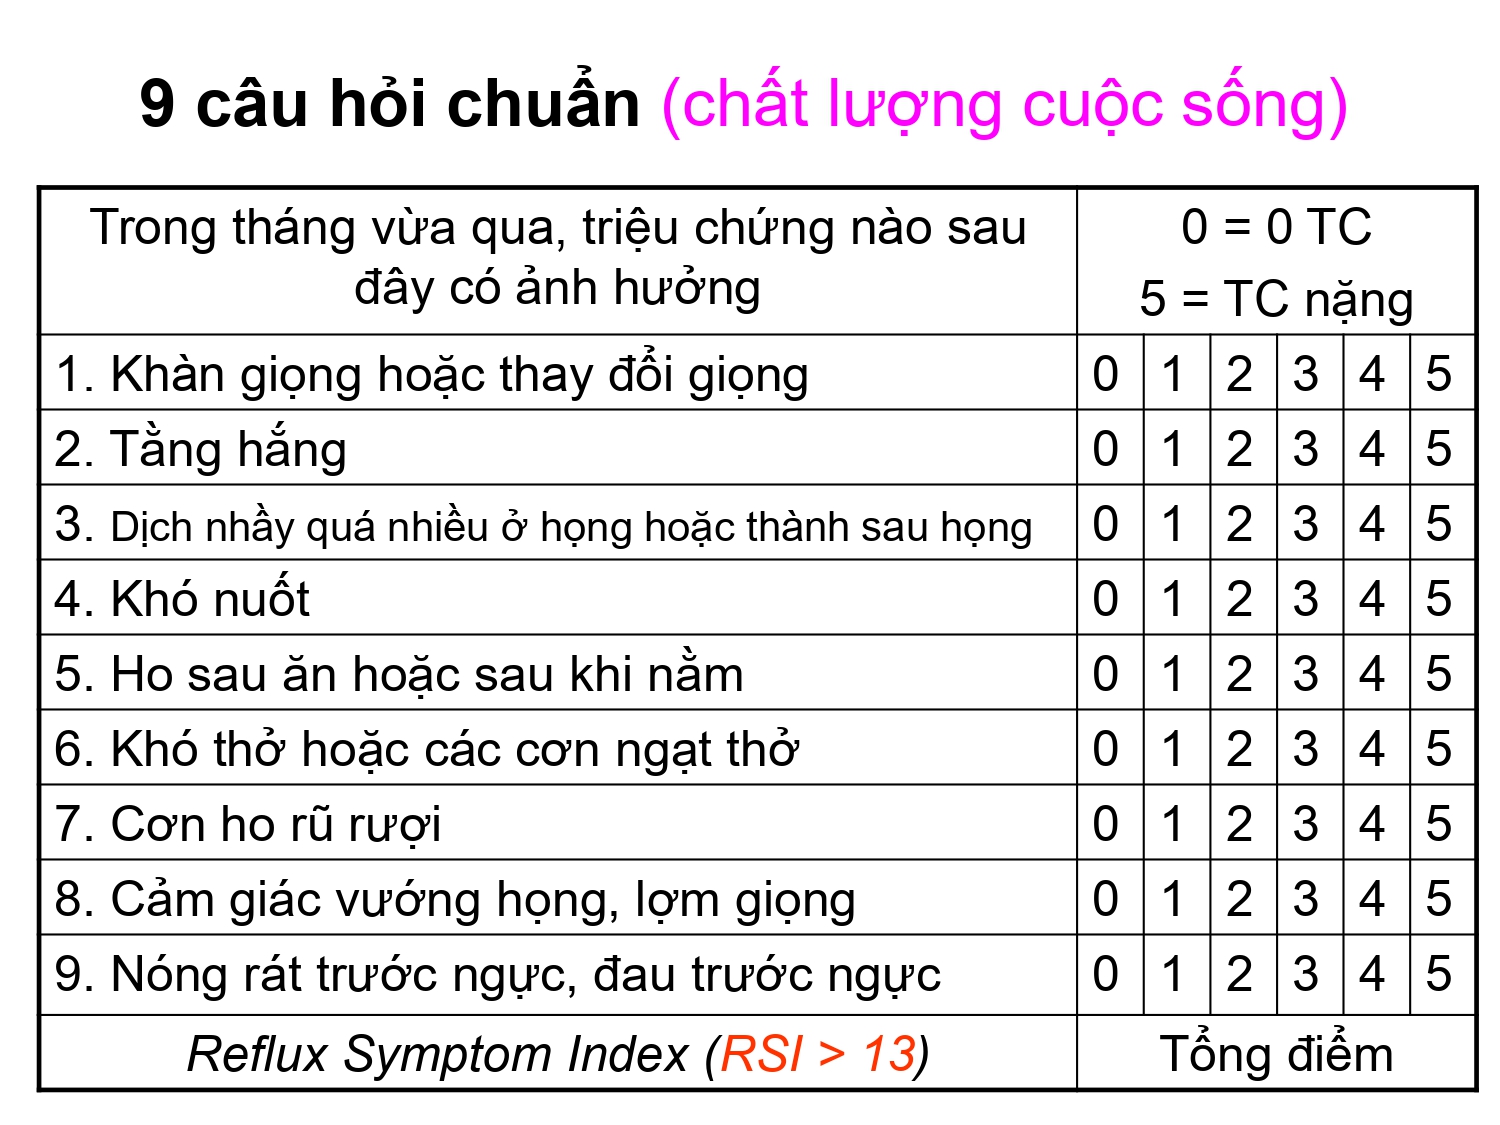 9 câu hỏi chuẩn (chất lượng cuộc sống)
Trong tháng vừa qua, triệu chứng nào sau
đây có ảnh hưởng
0 = 0 TC
5 = TC nặng
1. Khàn giọng hoặc thay đổi giọng 0 1 2 3 4 5
2. Tằng hắng 0 1 2 3 4 5
3. Dịch nhầy quá nhiều ở họng hoặc thành sau họng 0 1 2 3 4 5
4. Khó nuốt 0 1 2 3 4 5
5. Ho sau ăn hoặc sau khi nằm 0 1 2 3 4 5
6. Khó thở hoặc các cơn ngạt thở 0 1 2 3 4 5
7. Cơn ho rũ rượi 0 1 2 3 4 5
8. Cảm giác vướng họng, lợm giọng 0 1 2 3 4 5
9. Nóng rát trước ngực, đau trước ngực 0 1 2 3 4 5
Reflux Symptom Index (RSI > 13) Tổng điểm